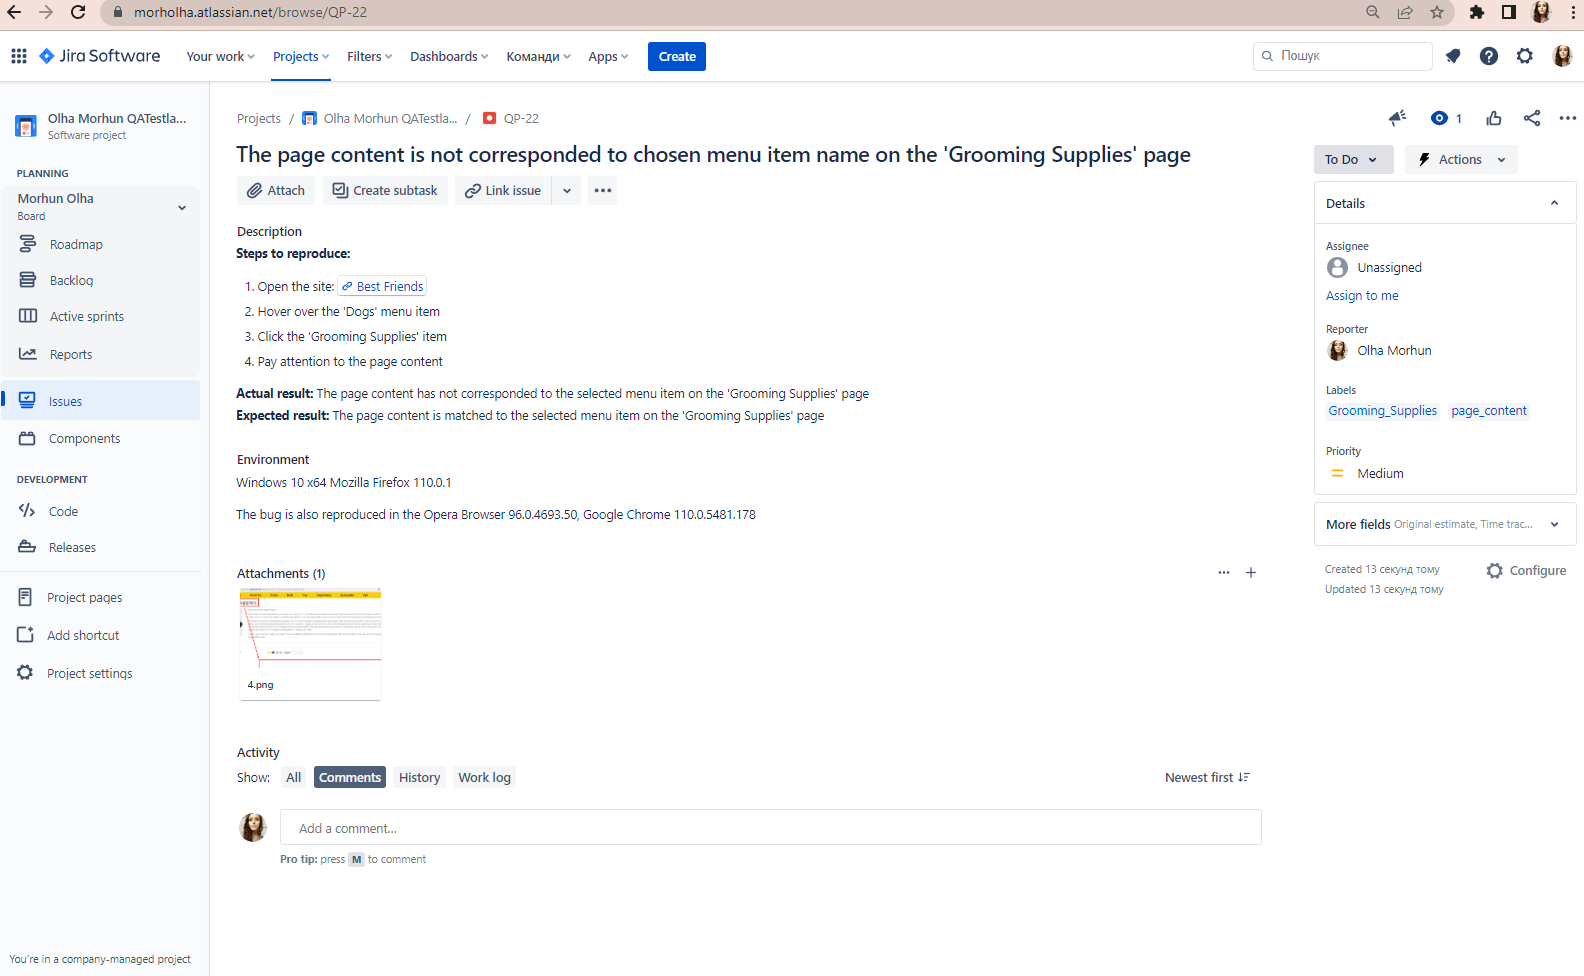 morholha.atlassian.net/browse/QP-22
Jira Software
Your work
Projects
Filters
Dashboards
Команди
Apps
Create
Пошук
Olha Morhun QATestla...
Software project
PLANNING
Morhun Olha
Board
Roadmap
Backlog
Active sprints
Reports
Issues
Components
DEVELOPMENT
Code
Releases
Project pages
Add shortcut
Project settings
You're in a company-managed project
Projects / Olha Morhun QATestla... / QP-22
1
The page content is not corresponded to chosen menu item name on the 'Grooming Supplies' page
Attach
Create subtask
Link issue
Description
Steps to reproduce:
1. Open the site: Best Friends
2. Hover over the 'Dogs' menu item
3. Click the 'Grooming Supplies' item
4. Pay attention to the page content
Actual result: The page content has not corresponded to the selected menu item on the 'Grooming Supplies' page
Expected result: The page content is matched to the selected menu item on the 'Grooming Supplies' page
Environment
Windows 10 x64 Mozilla Firefox 110.0.1
The bug is also reproduced in the Opera Browser 96.0.4693.50, Google Chrome 110.0.5481.178
Attachments (1)
4.png
Activity
Show: All Comments History Work log
Newest first
Add a comment...
Pro tip: press M to comment
To Do
Actions
Details
Assignee
Unassigned
Assign to me
Reporter
Olha Morhun
Labels
Grooming_Supplies page_content
Priority
Medium
More fields Original estimate, Time trac...
Created 13 секунд тому
Updated 13 секунд тому
Configure